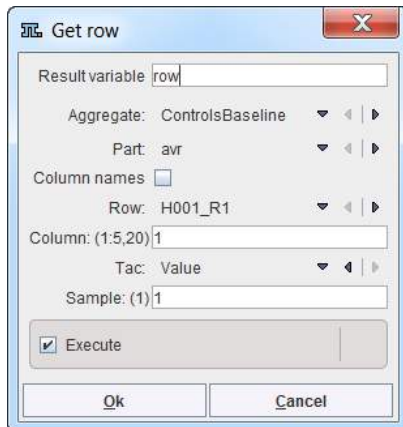 Get row
Result variable row
Aggregate: ControlsBaseline
Part: avr
Column names
Row: H001_R1
Column: (1:5,20) 1
Tac: Value
Sample: (1) 1
Execute
Ok Cancel